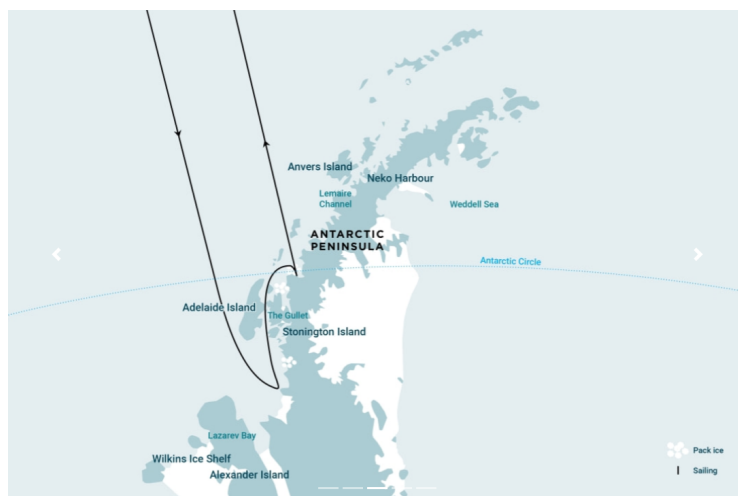 Anvers Island
Neko Harbour
Lemaire
Channel
Weddell Sea
ANTARCTIC
PENINSULA
Antarctic Circle
Adelaide Island
The Gullet
Stonington Island
Lazarev Bay
Wilkins Ice Shelf
Alexander Island
Pack ice
Sailing